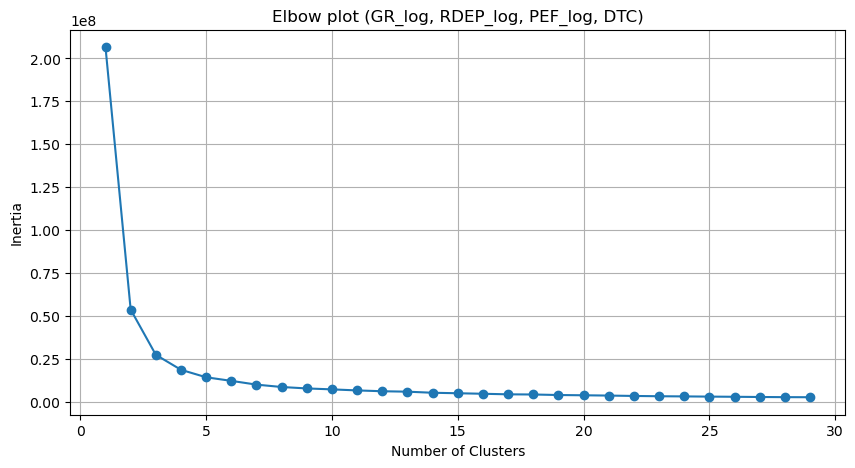 Elbow plot (GR_log, RDEP_log, PEF_log, DTC)
1e8
2.00
1.75
1.50
1.25
1.00
0.75
0.50
0.25
0.00
Inertia
0 5 10 15 20 25 30
Number of Clusters